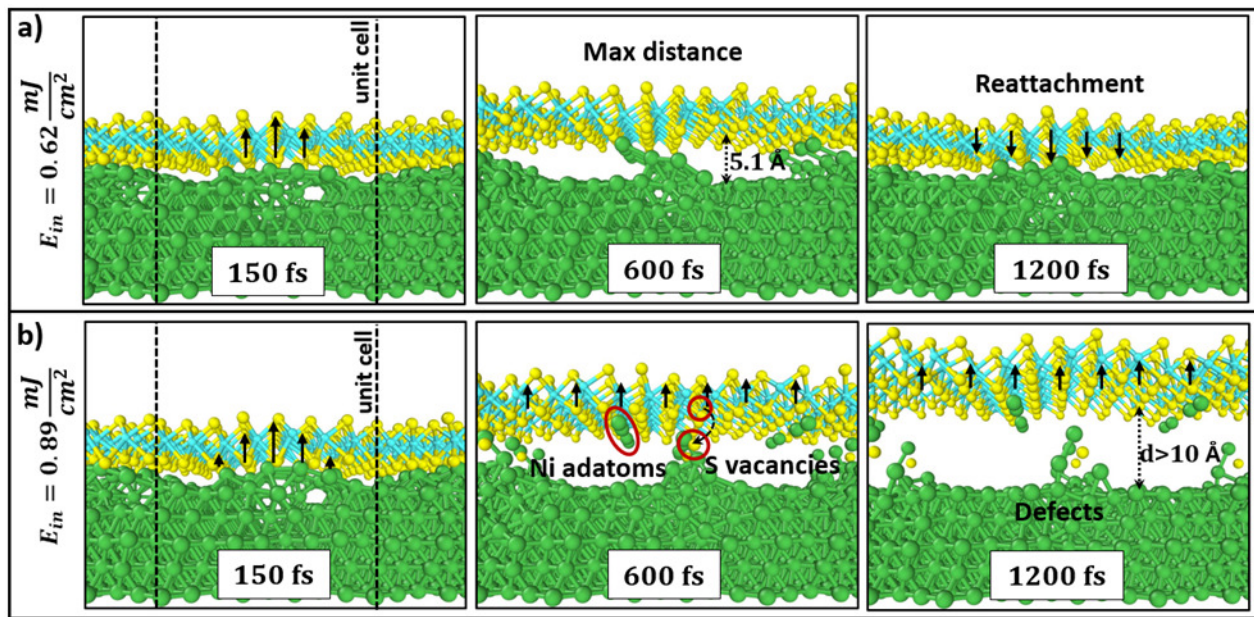 a)
E_in = 0.62 mJ/cm²
unit cell
150 fs
Max distance
5.1 Å
600 fs
Reattachment
1200 fs
b)
E_in = 0.89 mJ/cm²
unit cell
150 fs
Ni adatoms
S vacancies
600 fs
d>10 Å
Defects
1200 fs